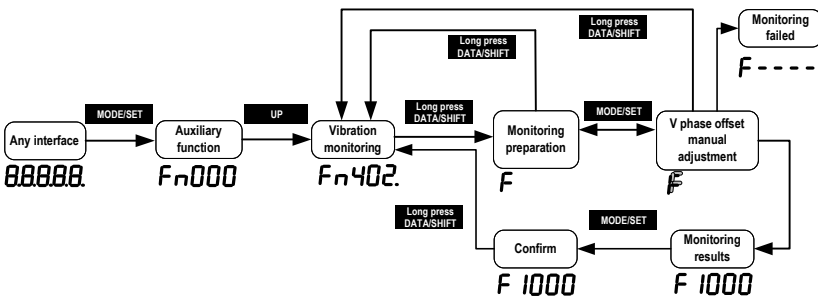 Monitoring
failed
F----
Long press
DATA/SHIFT
Long press
DATA/SHIFT
MODE/SET
UP
Long press
DATA/SHIFT
MODE/SET
Any interface
8.8.8.8.8.
Auxiliary
function
Fn000
Vibration
monitoring
Fn402.
Monitoring
preparation
F
V phase offset
manual
adjustment
F
Long press
DATA/SHIFT
MODE/SET
Confirm
F 1000
Monitoring
results
F 1000